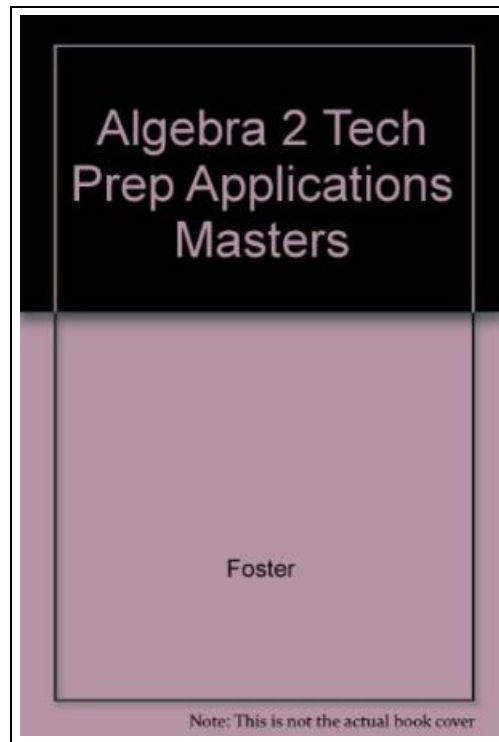 Algebra 2 Tech
Prep Applications
Masters
Foster
Note: This is not the actual book cover